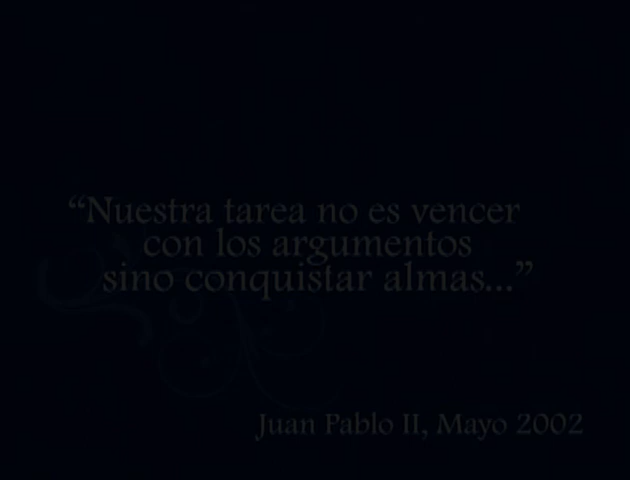 “Nuestra tarea no es vencer
con los argumentos
sino conquistar almas...”
Juan Pablo II, Mayo 2002